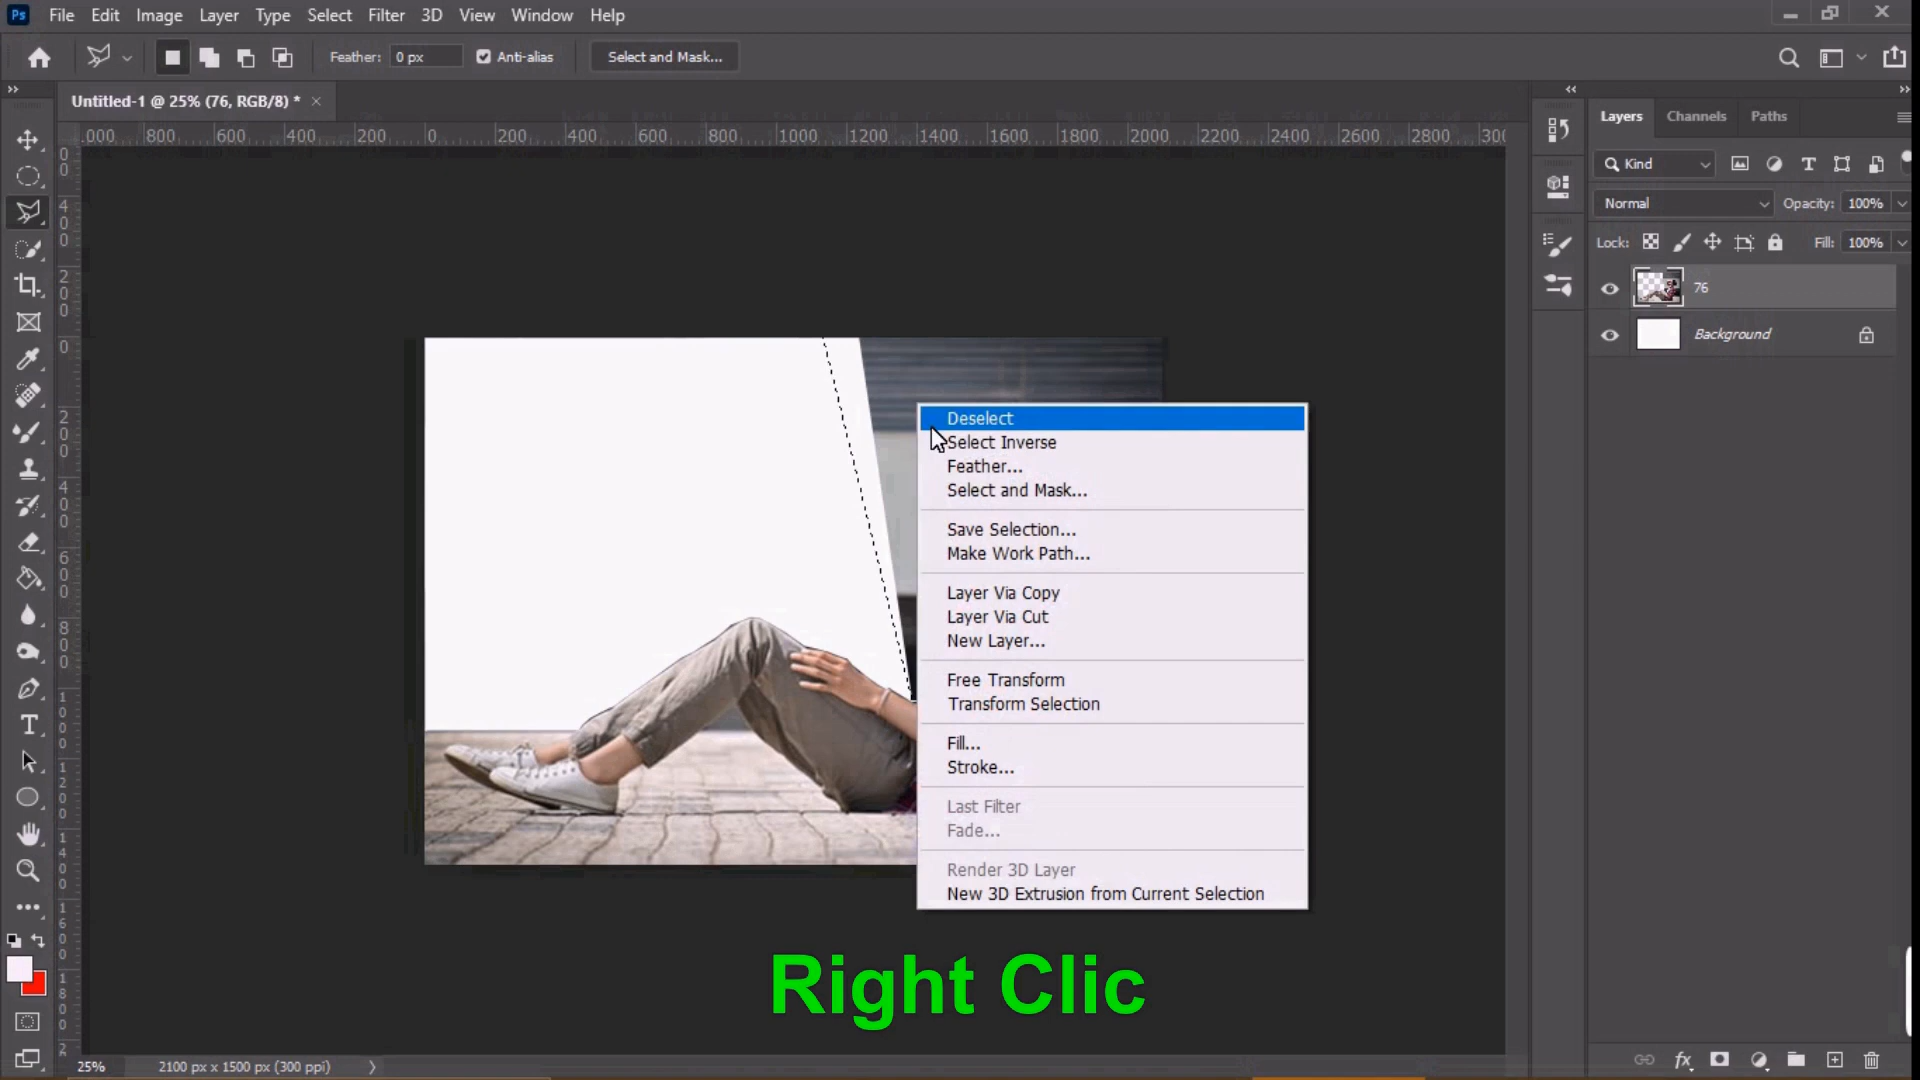 Ps File Edit Image Layer Type Select Filter 3D View Window Help
Feather: 0 px Anti-alias Select and Mask...
Untitled-1 @ 25% (76, RGB/8) * ×
000 800 600 400 200 0 200 400 600 800 1000 1200 1400 1600 1800 2000 2200 2400 2600 2800 300
Layers Channels Paths
Kind
Normal Opacity: 100%
Lock: Fill: 100%
76
Background
Deselect
Select Inverse
Feather...
Select and Mask...
Save Selection...
Make Work Path...
Layer Via Copy
Layer Via Cut
New Layer...
Free Transform
Transform Selection
Fill...
Stroke...
Last Filter
Fade...
Render 3D Layer
New 3D Extrusion from Current Selection
Right Clic
25% 2100 px x 1500 px (300 ppi)